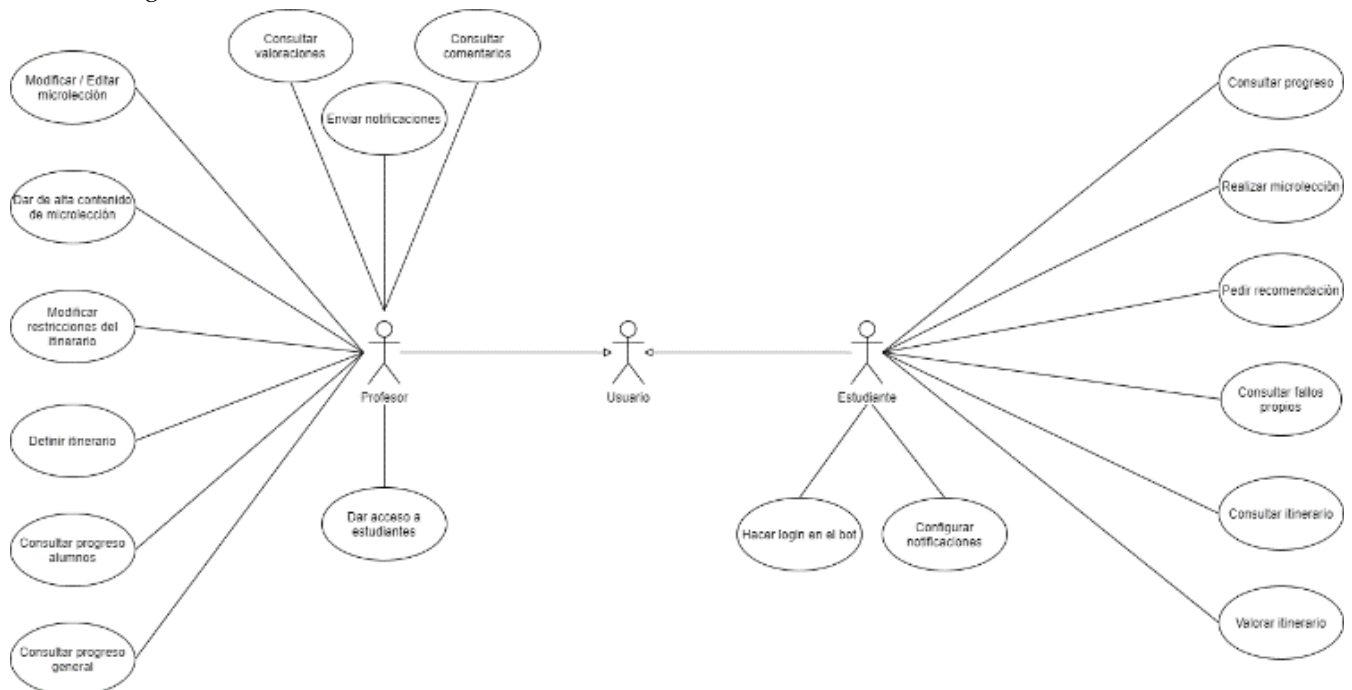 Consultar
valoraciones
Consultar
comentarios
Modificar / Editar
microlección
Enviar notificaciones
Consultar progreso
Dar de alta contenido
de microlección
Realizar microlección
Modificar
restricciones del
itinerario
Pedir recomendación
Profesor
Usuario
Estudiante
Consultar fallos
propios
Definir itinerario
Dar acceso a
estudiantes
Hacer login en el bot
Configurar
notificaciones
Consultar itinerario
Consultar progreso
alumnos
Valorar itinerario
Consultar progreso
general